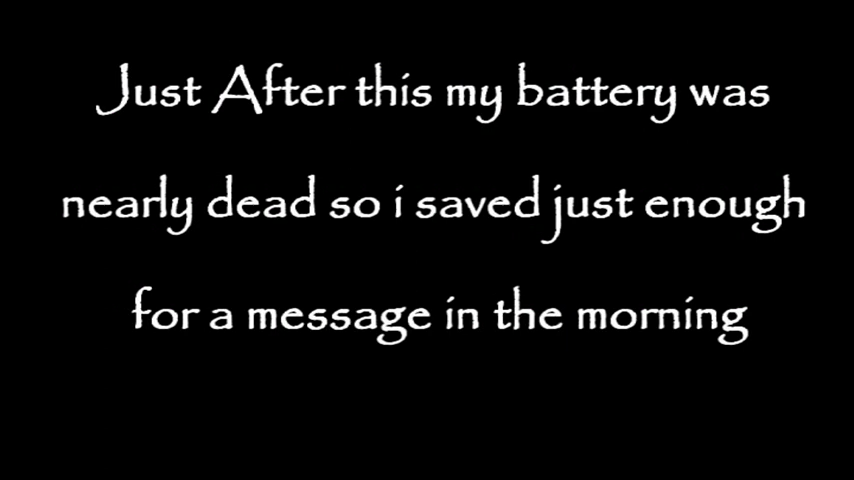 Just After this my battery was
nearly dead so i saved just enough
for a message in the morning